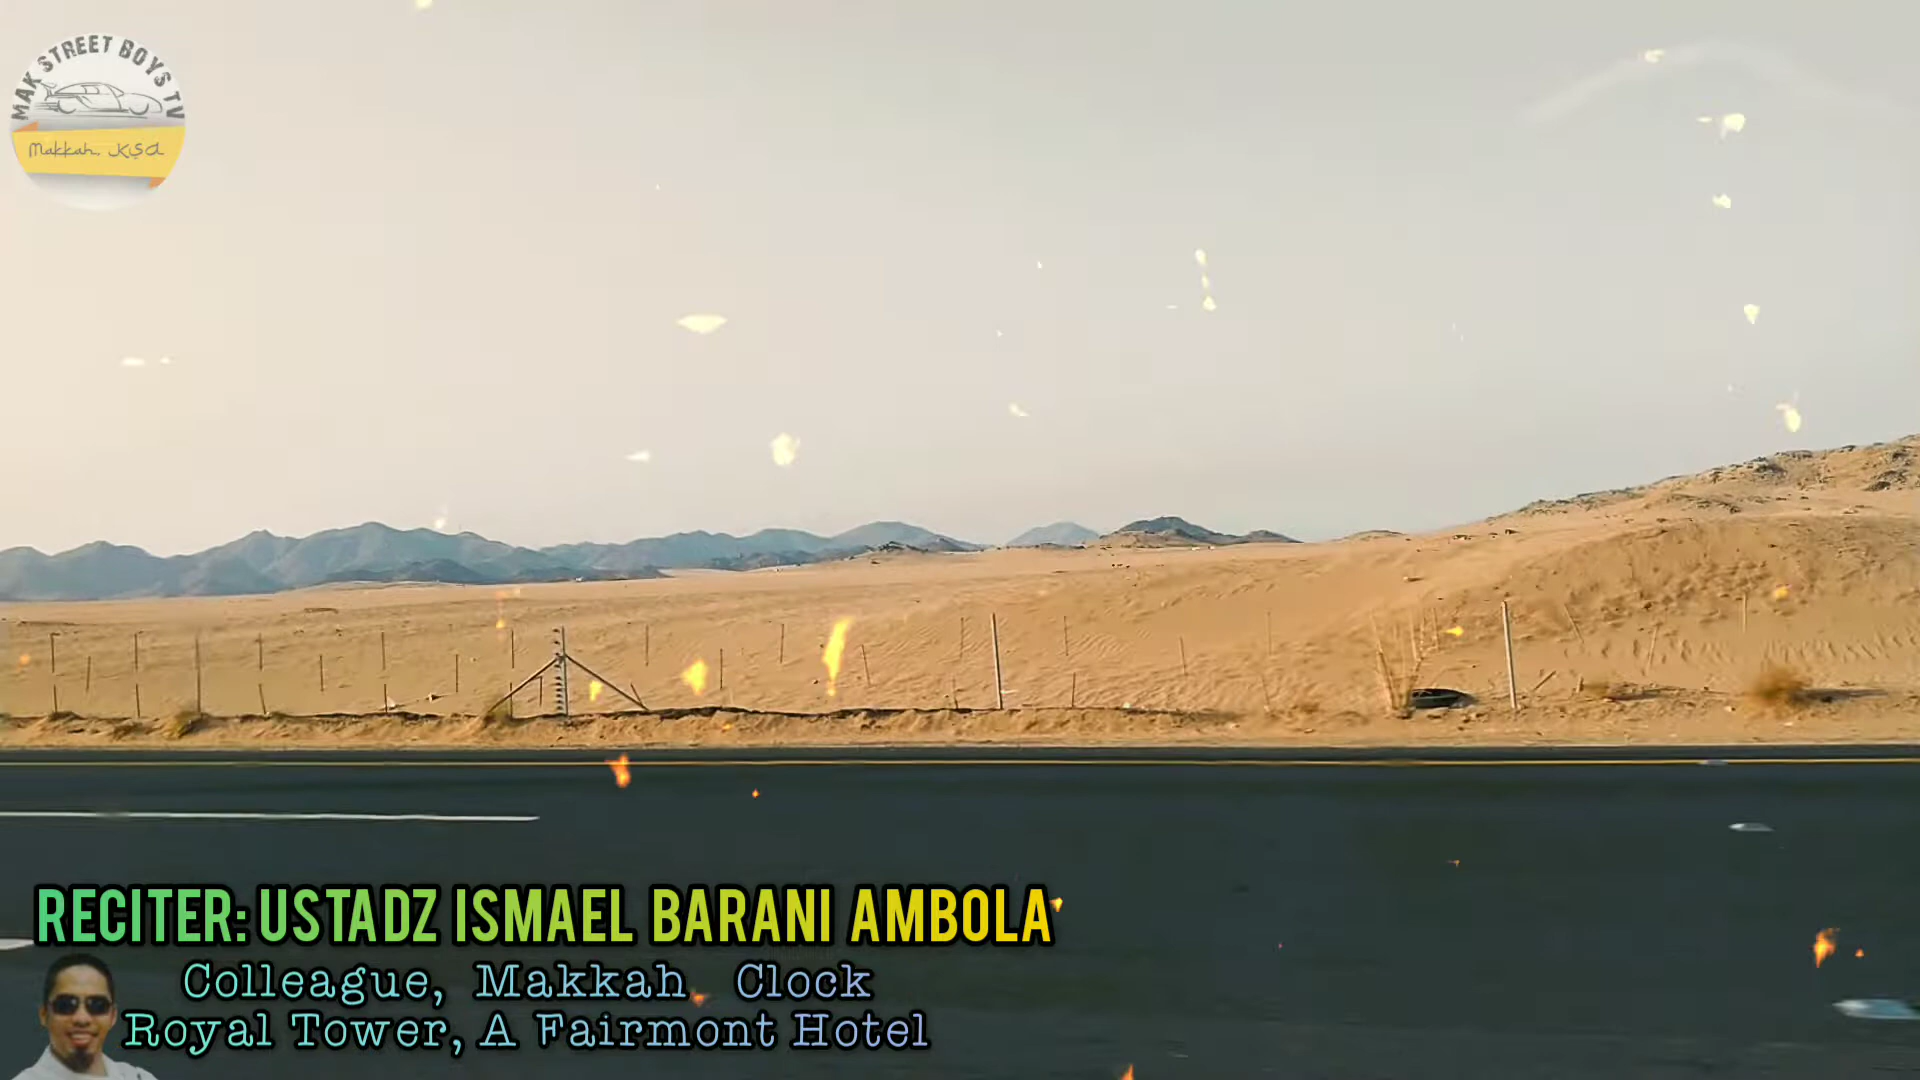 MAK STREET BOYS TV
Makkah, KSA
RECITER: USTADZ ISMAEL BARANI AMBOLA
Colleague, Makkah Clock
Royal Tower, A Fairmont Hotel